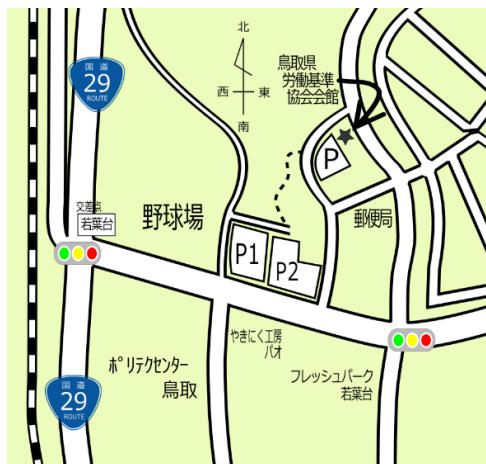 国道
29
ROUTE
北
西 東
南
鳥取県
労働基準
協会会館
P
交差点
若葉台
野球場
郵便局
P1
P2
やきにく工房
パオ
ポリテクセンター
鳥取
フレッシュパーク
若葉台
国道
29
ROUTE